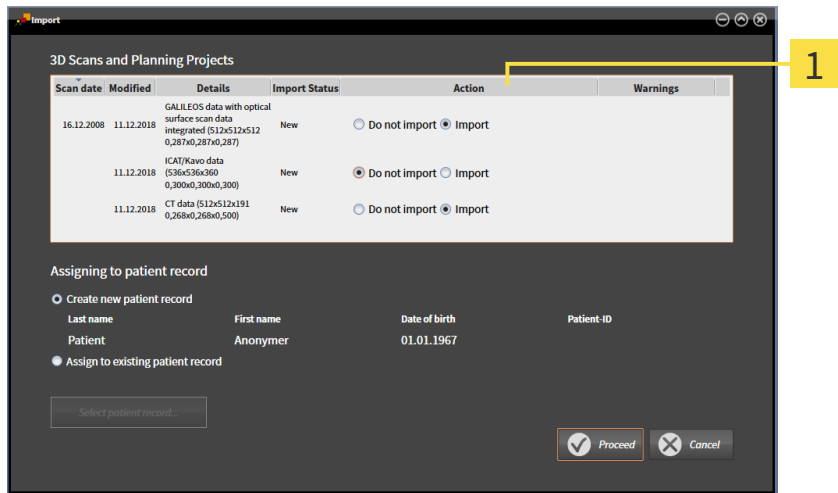 Import
3D Scans and Planning Projects
1
Scan date Modified Details Import Status Action Warnings
GALILEOS data with optical
surface scan data
16.12.2008 11.12.2018 integrated (512x512x512 New Do not import Import
0,287x0,287x0,287)
ICAT/Kavo data
11.12.2018 (536x536x360 New Do not import Import
0,300x0,300x0,300)
11.12.2018 CT data (512x512x191 New Do not import Import
0,268x0,268x0,500)
Assigning to patient record
Create new patient record
Last name First name Date of birth Patient-ID
Patient Anonymer 01.01.1967
Assign to existing patient record
Select patient record...
Proceed Cancel